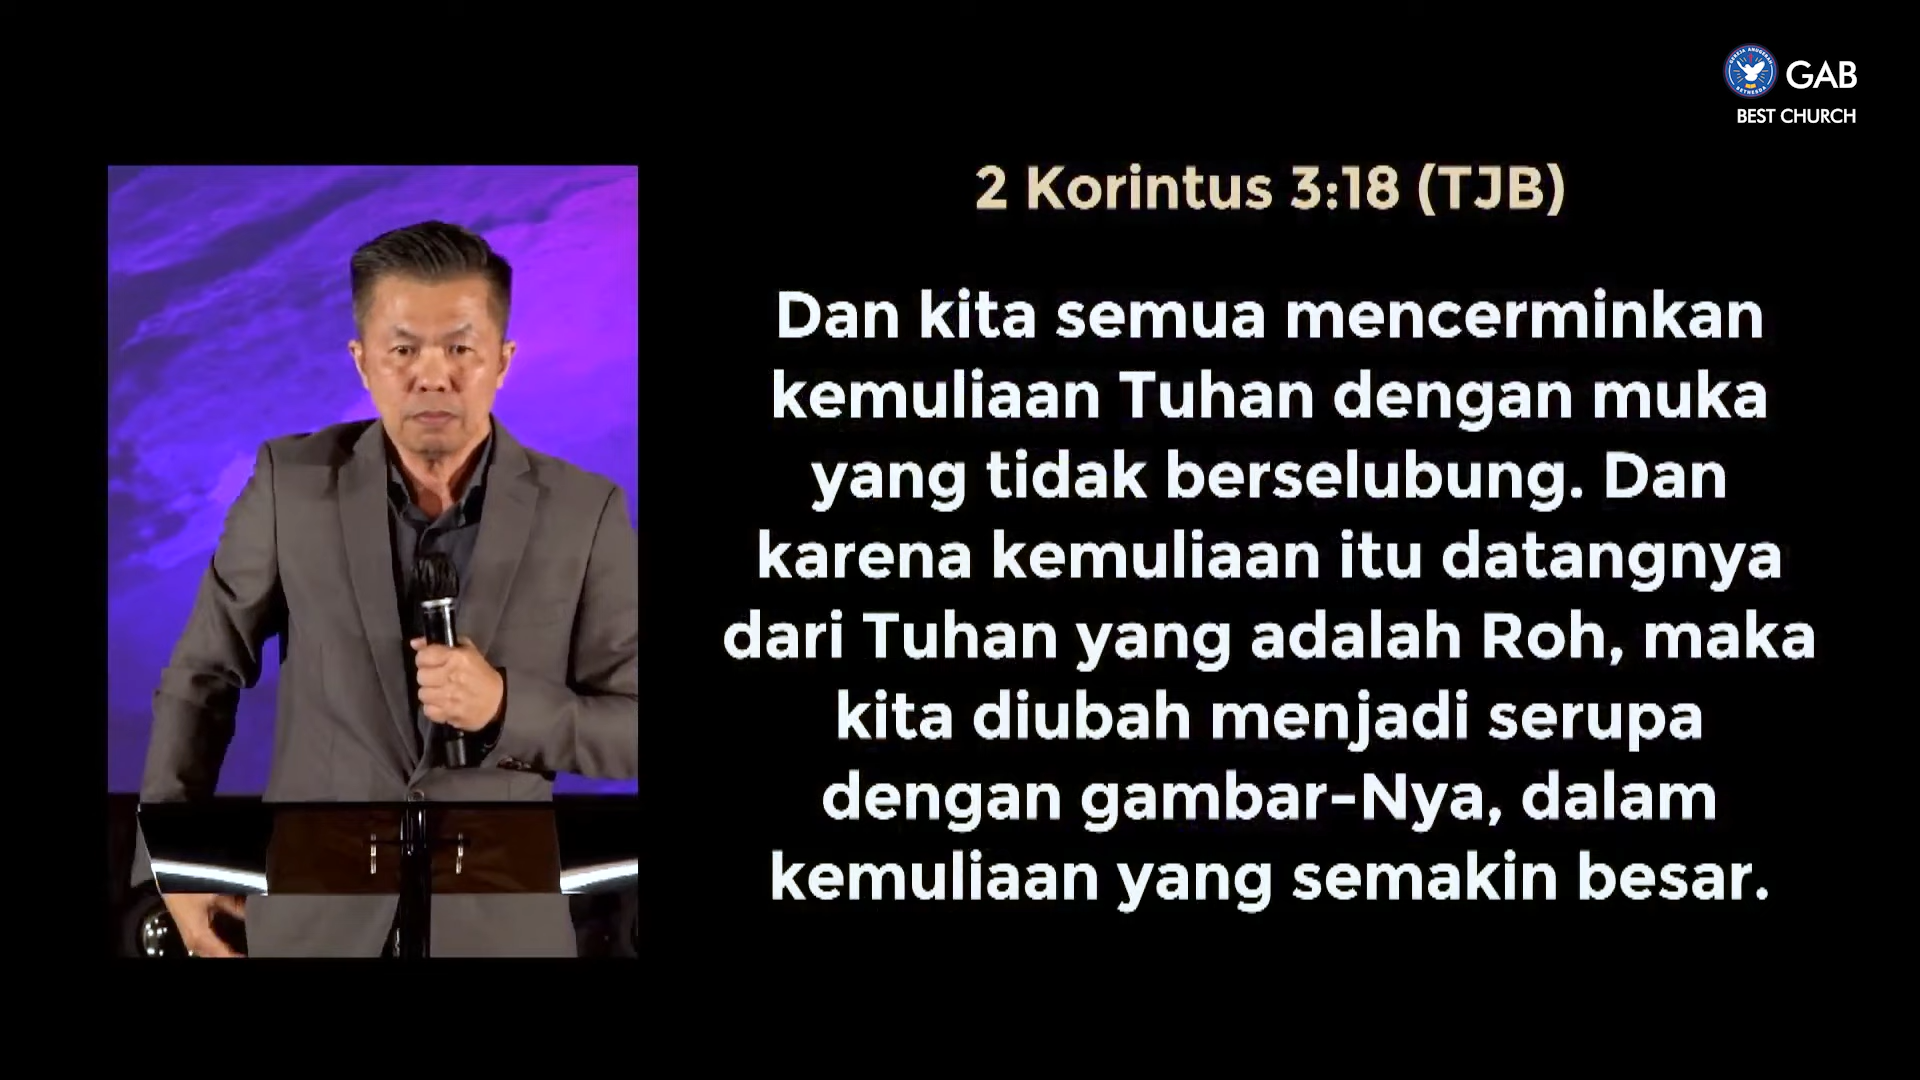 GAB
BEST CHURCH
2 Korintus 3:18 (TJB)
Dan kita semua mencerminkan
kemuliaan Tuhan dengan muka
yang tidak berselubung. Dan
karena kemuliaan itu datangnya
dari Tuhan yang adalah Roh, maka
kita diubah menjadi serupa
dengan gambar-Nya, dalam
kemuliaan yang semakin besar.